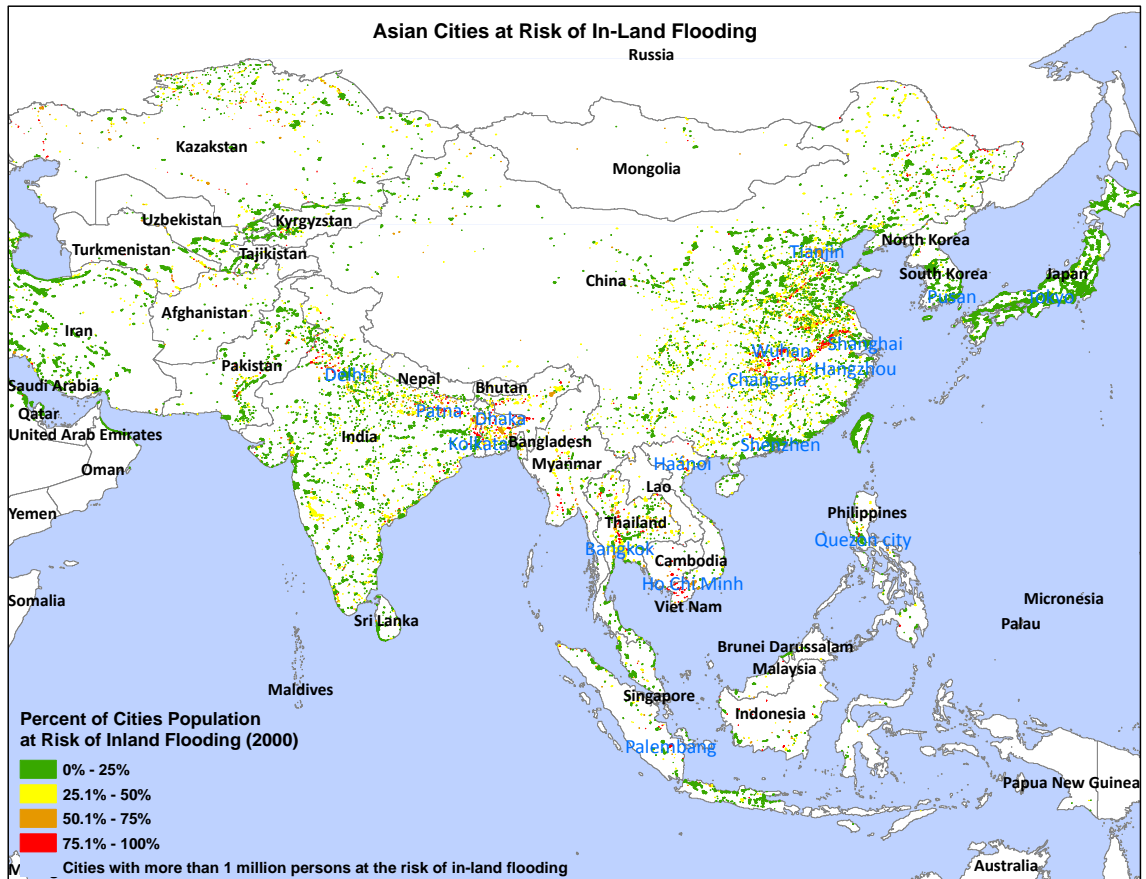 Asian Cities at Risk of In-Land Flooding
Russia
Kazakstan
Mongolia
Uzbekistan
Kyrgyzstan
Turkmenistan
Tajikistan
North Korea
Tianjin
China
South Korea
Japan
Pusan
Tokyo
Afghanistan
Iran
Pakistan
Shanghai
Wuhan
Hangzhou
Delhi
Nepal
Changsha
Saudi Arabia
Bhutan
Qatar
Patna
Dhaka
United Arab Emirates
India
Kolkata
Bangladesh
Shenzhen
Oman
Myanmar
Haanoi
Lao
Yemen
Thailand
Philippines
Quezon city
Bangkok
Cambodia
Ho Chi Minh
Somalia
Viet Nam
Micronesia
Sri Lanka
Palau
Brunei Darussalam
Malaysia
Maldives
Singapore
Indonesia
Palembang
Papua New Guinea
Australia
Percent of Cities Population
at Risk of Inland Flooding (2000)
0% - 25%
25.1% - 50%
50.1% - 75%
75.1% - 100%
Cities with more than 1 million persons at the risk of in-land flooding